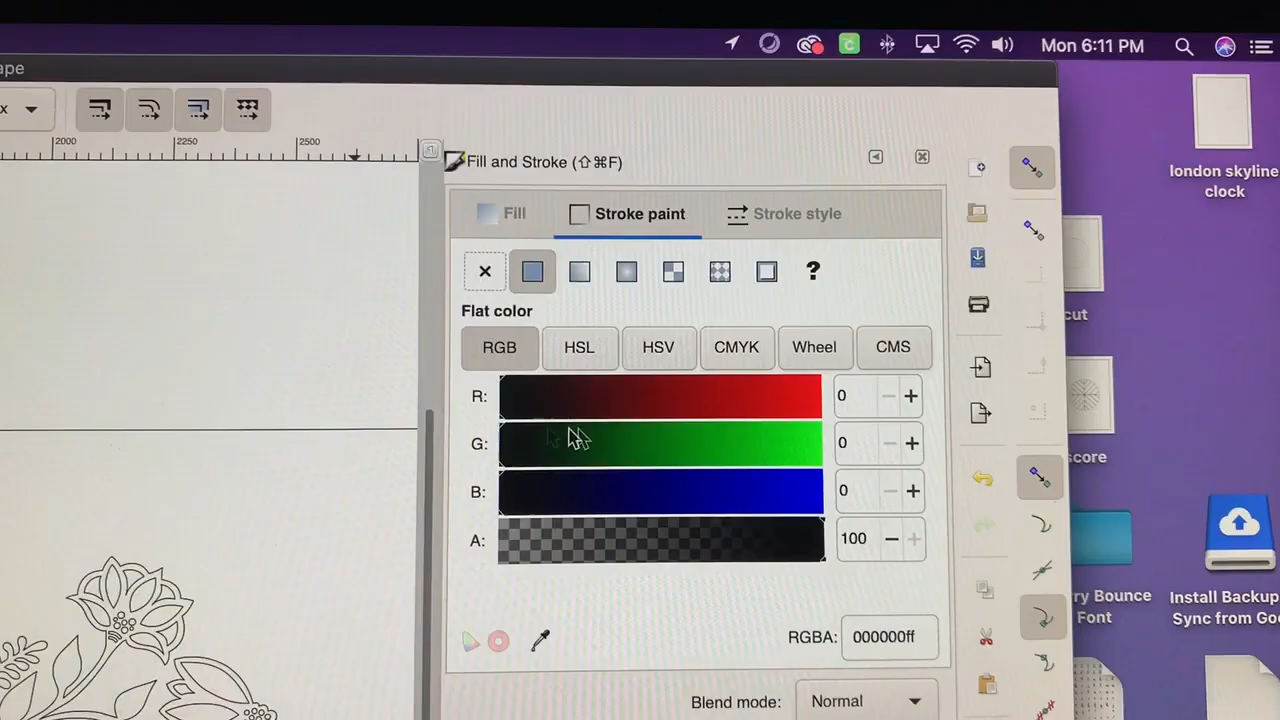 Mon 6:11 PM
ape
x
2000
2250
2500
Fill and Stroke (⇧⌘F)
Fill
Stroke paint
Stroke style
?
Flat color
RGB
HSL
HSV
CMYK
Wheel
CMS
R:
0
G:
0
B:
0
A:
100
RGBA:
000000ff
Blend mode:
Normal
london skyline
clock
cut
score
ry Bounce
Font
Install Backup
Sync from Goo